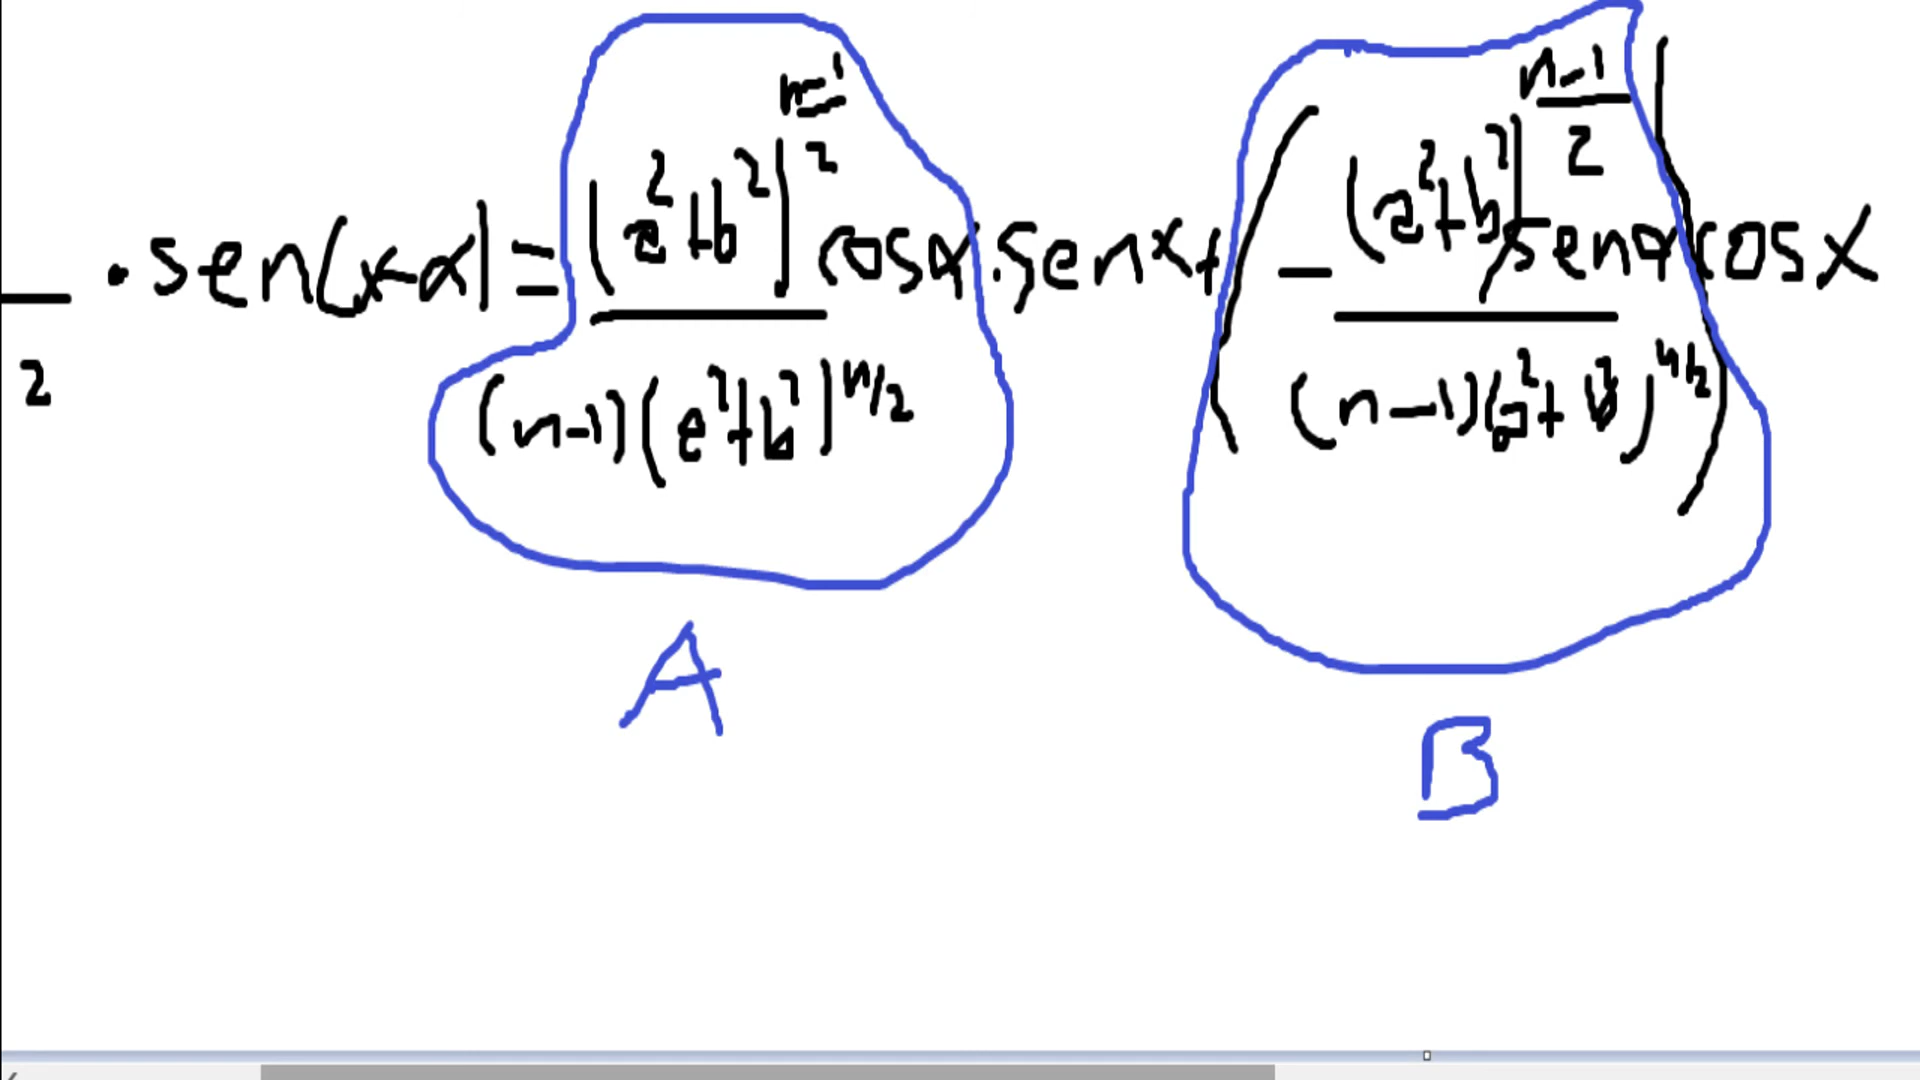 n-1 n-1
(a²+b²) 2 (a²+b²) 2
. sen(x-α) = cosα . senx + ( - senα ) cosx
2 (n-1)(a²+b²)^n/2 (n-1)(a²+b²)^n/2
A
B